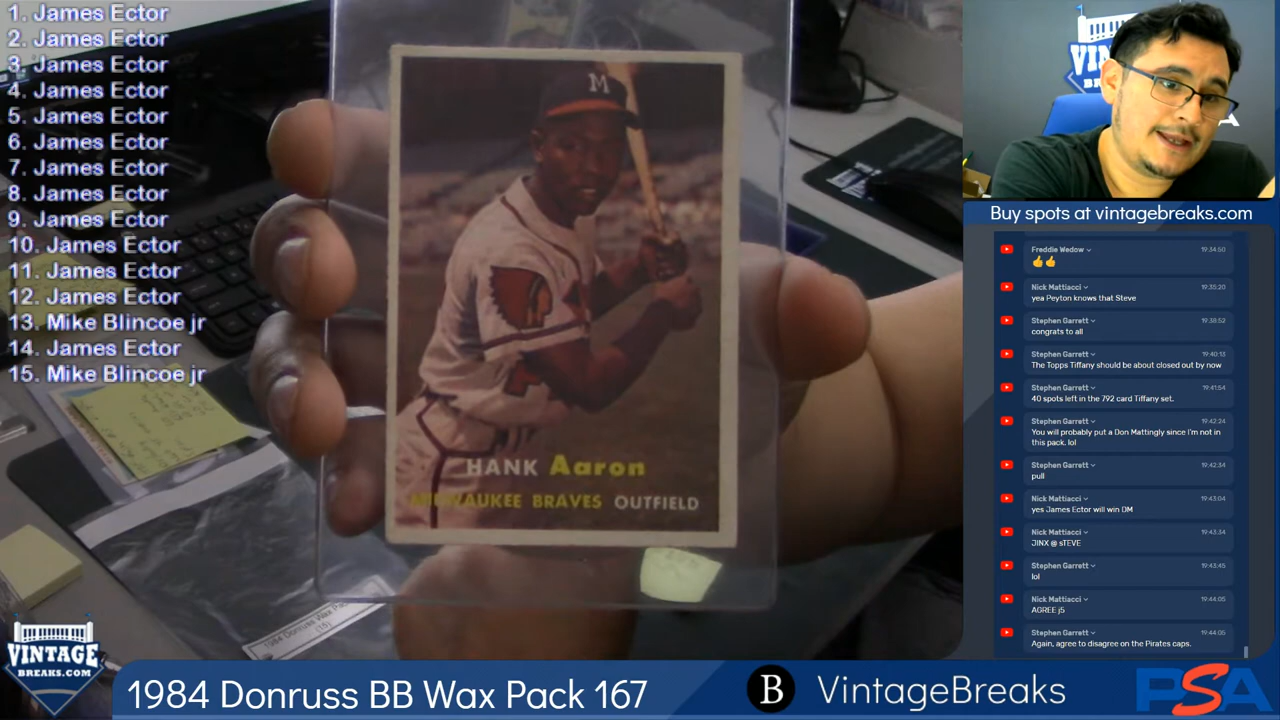 1. James Ector
2. James Ector
3. James Ector
4. James Ector
5. James Ector
6. James Ector
7. James Ector
8. James Ector
9. James Ector
10. James Ector
11. James Ector
12. James Ector
13. Mike Blincoe jr
14. James Ector
15. Mike Blincoe jr
M
HANK Aaron
MILWAUKEE BRAVES OUTFIELD
1984 Donruss Wax Pack
(15)
Buy spots at vintagebreaks.com
Freddie Wedow 19:34:50
👍👍
Nick Mattiacci 19:35:20
yea Peyton knows that Steve
Stephen Garrett 19:38:52
congrats to all
Stephen Garrett 19:40:13
The Topps Tiffany should be about closed out by now
Stephen Garrett 19:41:54
40 spots left in the 792 card Tiffany set.
Stephen Garrett 19:42:24
You will probably put a Don Mattingly since I'm not in
this pack. lol
Stephen Garrett 19:42:34
pull
Nick Mattiacci 19:43:04
yes James Ector will win DM
Nick Mattiacci 19:43:34
JINX @ sTEVE
Stephen Garrett 19:43:45
lol
Nick Mattiacci 19:44:05
AGREE j5
Stephen Garrett 19:44:05
Again, agree to disagree on the Pirates caps.
VINTAGE
BREAKS.COM
1984 Donruss BB Wax Pack 167
B VintageBreaks
PSA